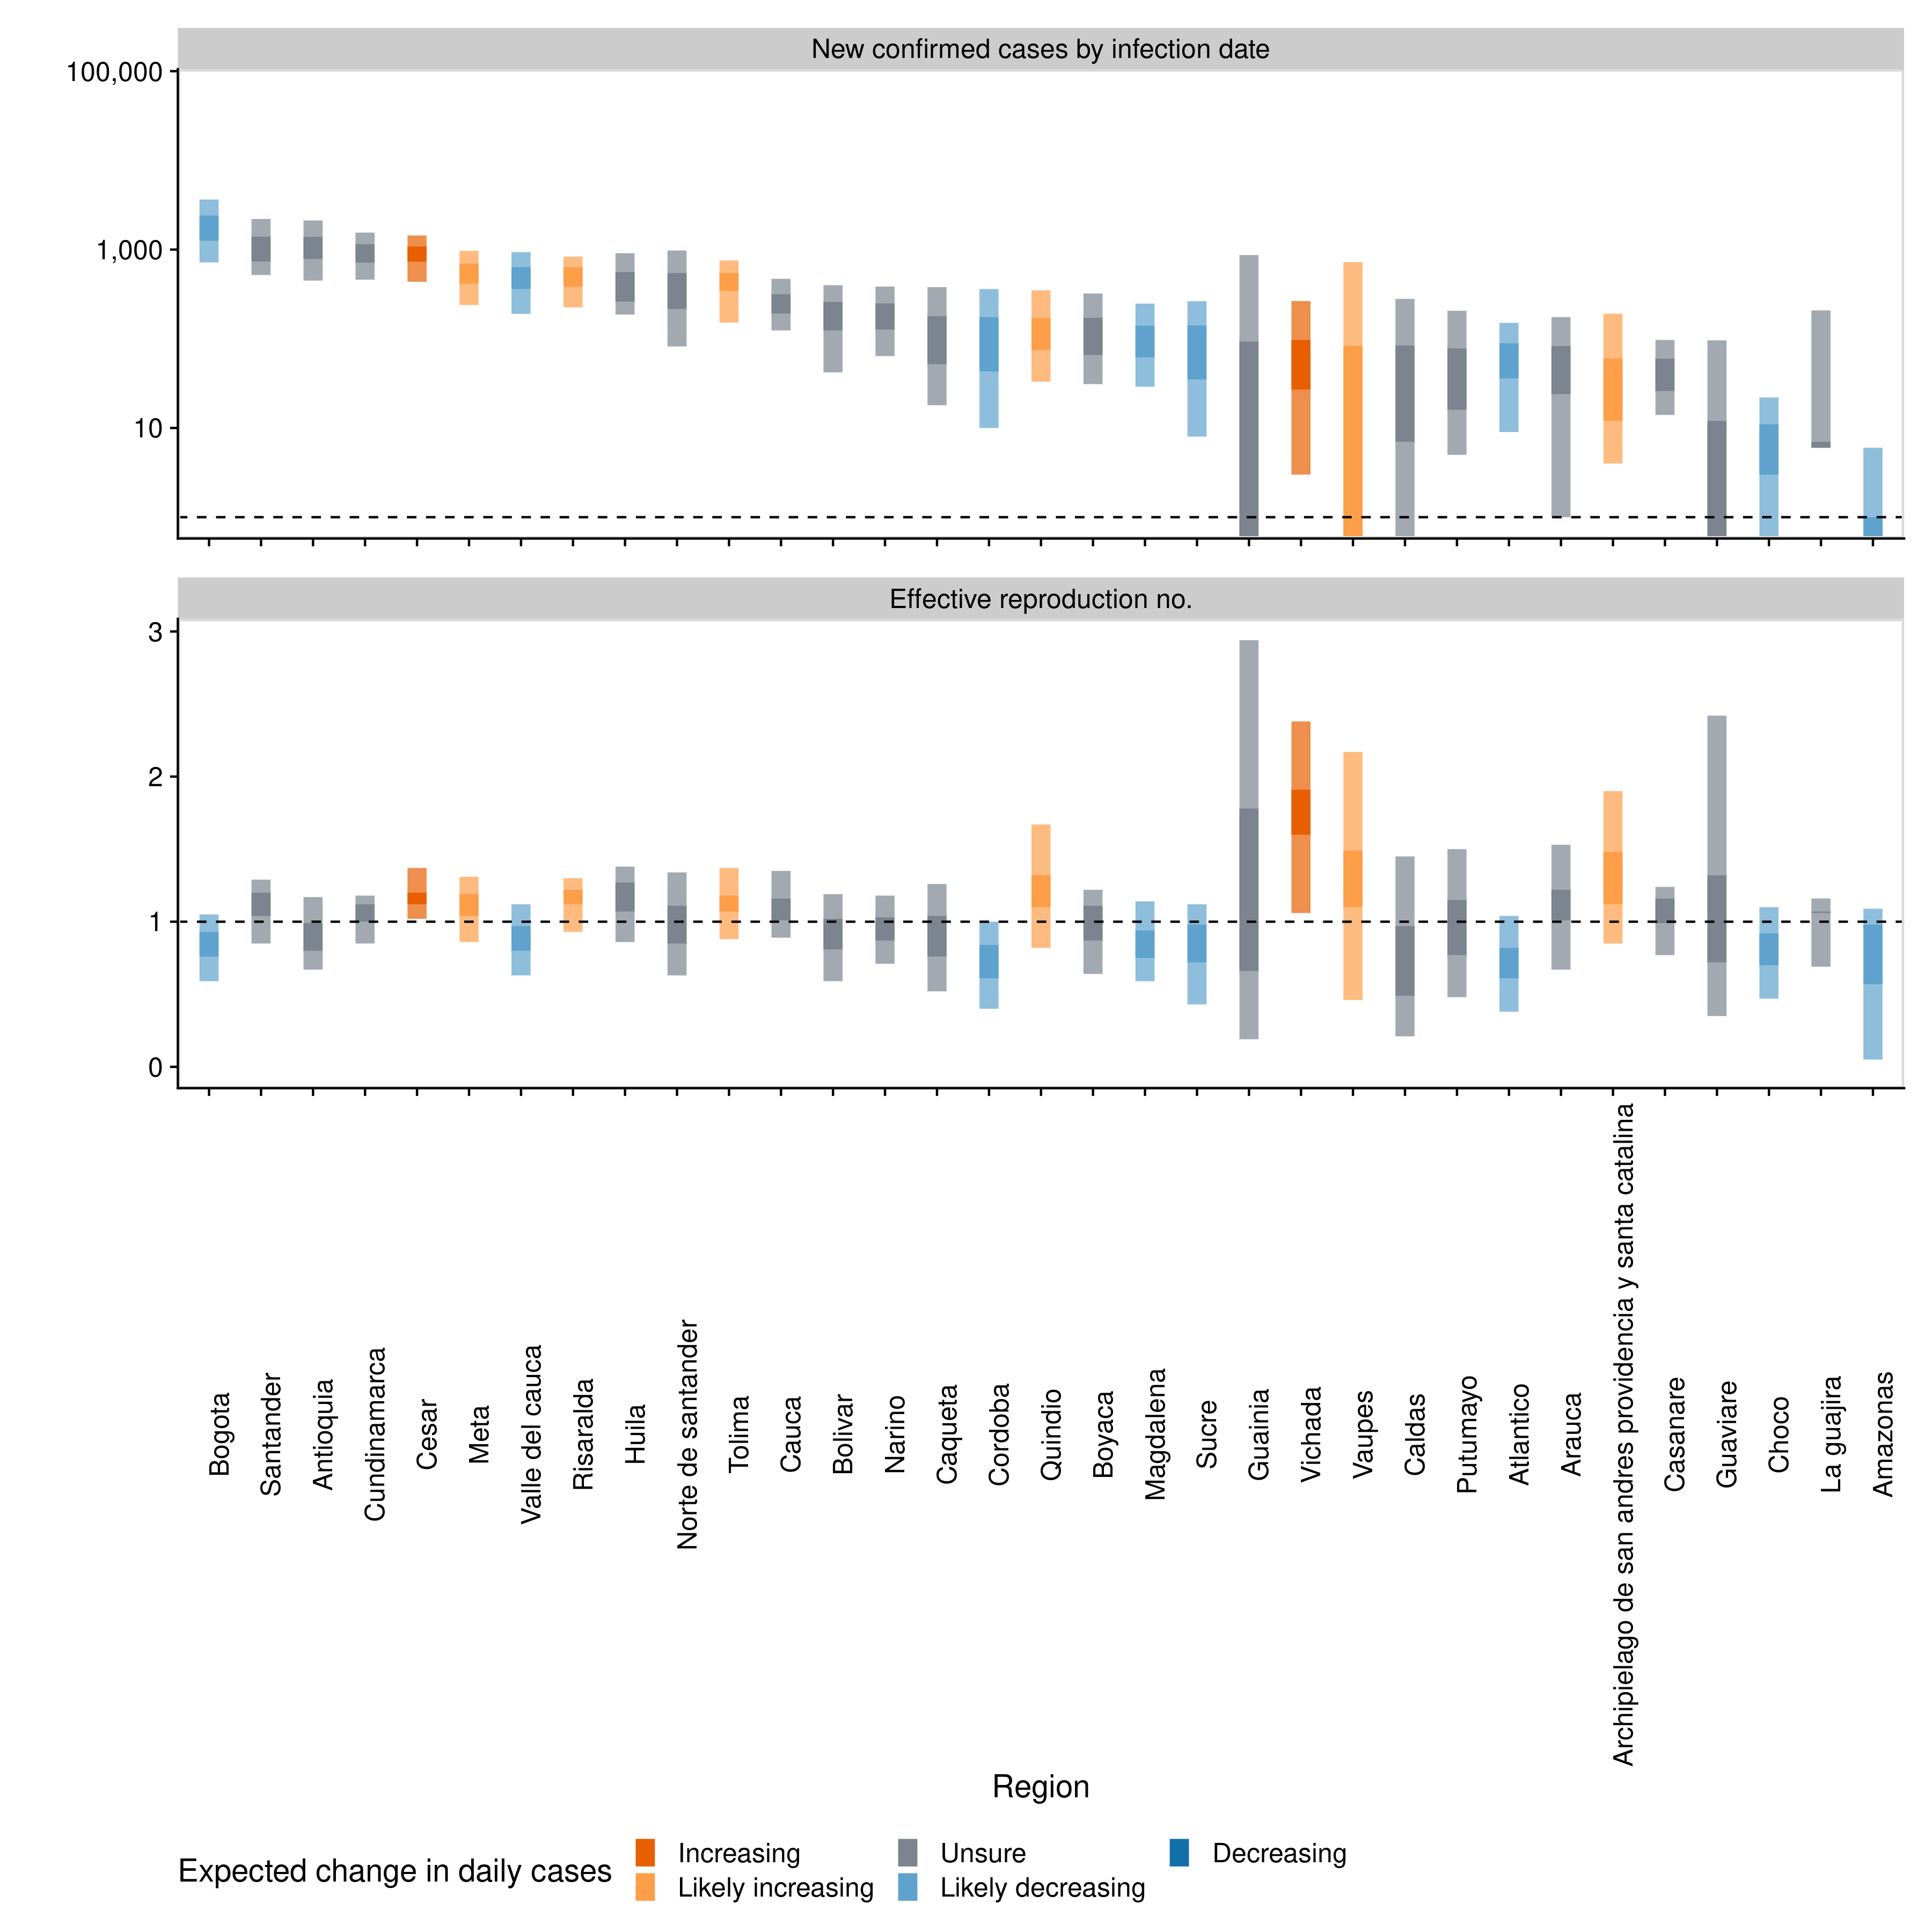 New confirmed cases by infection date
100,000
1,000
10
Effective reproduction no.
3
2
1
0
Bogota
Santander
Antioquia
Cundinamarca
Cesar
Meta
Valle del cauca
Risaralda
Huila
Norte de santander
Tolima
Cauca
Bolivar
Narino
Caqueta
Cordoba
Quindio
Boyaca
Magdalena
Sucre
Guainia
Vichada
Vaupes
Caldas
Putumayo
Atlantico
Arauca
Archipielago de san andres providencia y santa catalina
Casanare
Guaviare
Choco
La guajira
Amazonas
Region
Expected change in daily cases
Increasing
Likely increasing
Unsure
Likely decreasing
Decreasing